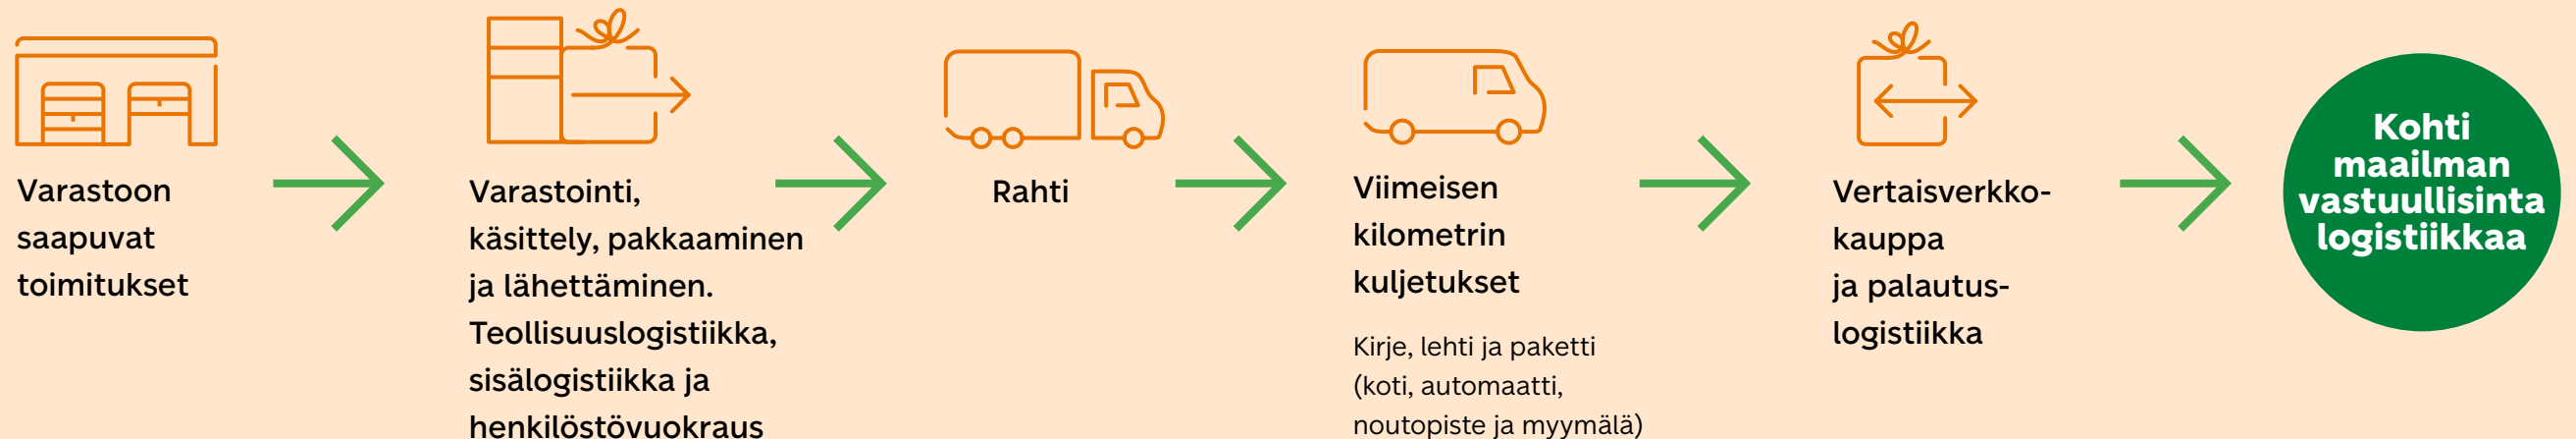 Varastoon
saapuvat
toimitukset
Varastointi,
käsittely, pakkaaminen
ja lähettäminen.
Teollisuuslogistiikka,
sisälogistiikka ja
henkilöstövuokraus
Rahti
Viimeisen
kilometrin
kuljetukset
Kirje, lehti ja paketti
(koti, automaatti,
noutopiste ja myymälä)
Vertaisverkko-
kauppa
ja palautus-
logistiikka
Kohti
maailman
vastuullisinta
logistiikkaa